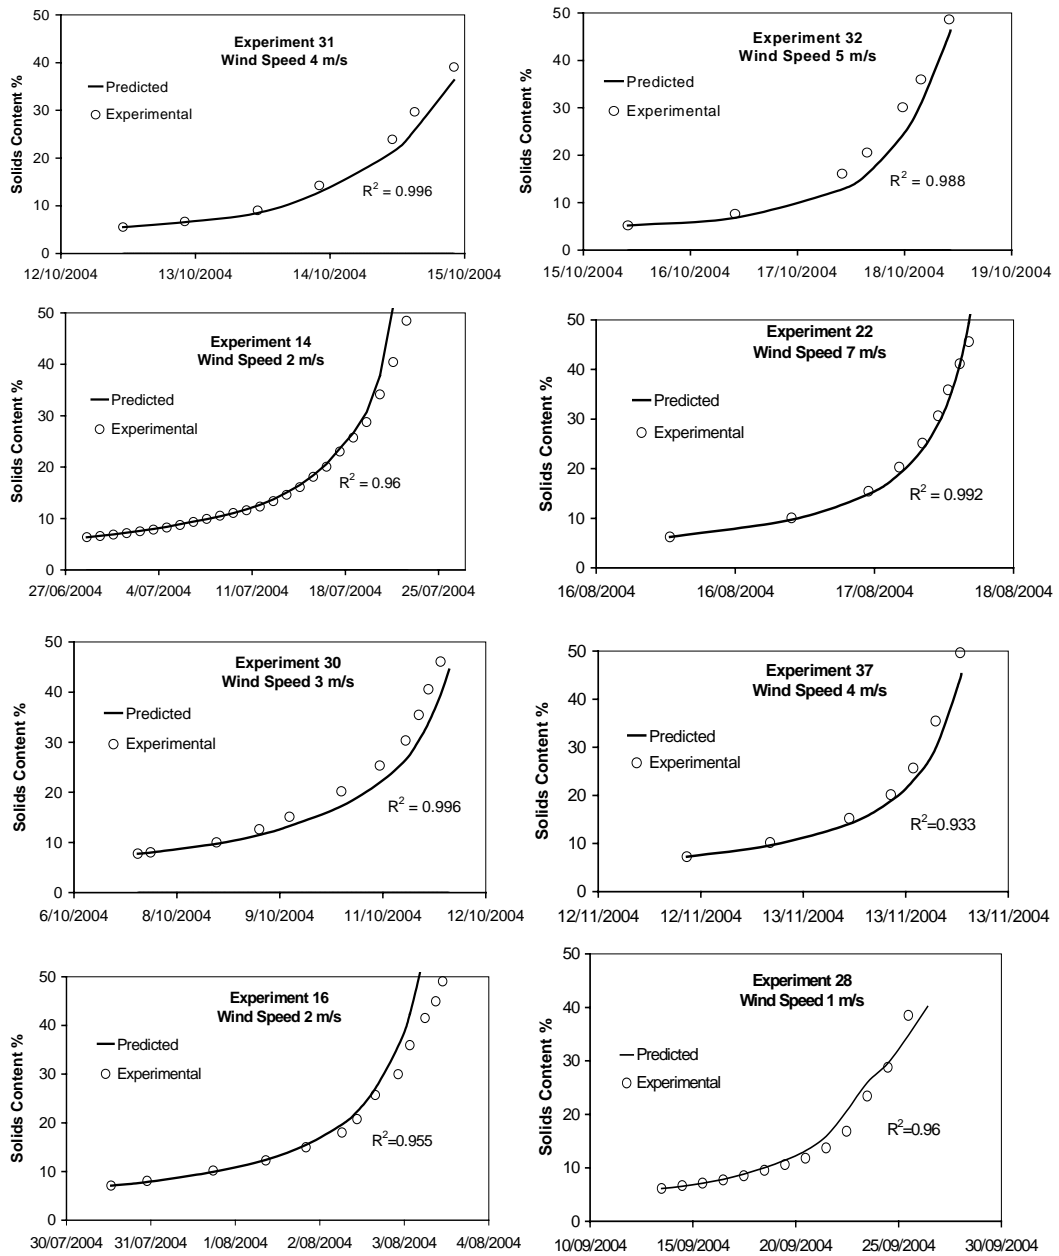 Experiment 31
Wind Speed 4 m/s
Solids Content %
50
40
30
20
10
0
Predicted
Experimental
R² = 0.996
12/10/2004 13/10/2004 14/10/2004 15/10/2004
Experiment 32
Wind Speed 5 m/s
Solids Content %
50
40
30
20
10
0
Predicted
Experimental
R² = 0.988
15/10/2004 16/10/2004 17/10/2004 18/10/2004 19/10/2004
Experiment 14
Wind Speed 2 m/s
Solids Content %
50
40
30
20
10
0
Predicted
Experimental
R² = 0.96
27/06/2004 4/07/2004 11/07/2004 18/07/2004 25/07/2004
Experiment 22
Wind Speed 7 m/s
Solids Content %
50
40
30
20
10
0
Predicted
Experimental
R² = 0.992
16/08/2004 16/08/2004 17/08/2004 18/08/2004
Experiment 30
Wind Speed 3 m/s
Solids Content %
50
40
30
20
10
0
Predicted
Experimental
R² = 0.996
6/10/2004 8/10/2004 9/10/2004 11/10/2004 12/10/2004
Experiment 37
Wind Speed 4 m/s
Solids Content %
50
40
30
20
10
0
Predicted
Experimental
R²=0.933
12/11/2004 12/11/2004 13/11/2004 13/11/2004 13/11/2004
Experiment 16
Wind Speed 2 m/s
Solids Content %
50
40
30
20
10
0
Predicted
Experimental
R²=0.955
30/07/2004 31/07/2004 1/08/2004 2/08/2004 3/08/2004 4/08/2004
Experiment 28
Wind Speed 1 m/s
Solids Content %
50
40
30
20
10
0
Predicted
Experimental
R²=0.96
10/09/2004 15/09/2004 20/09/2004 25/09/2004 30/09/2004